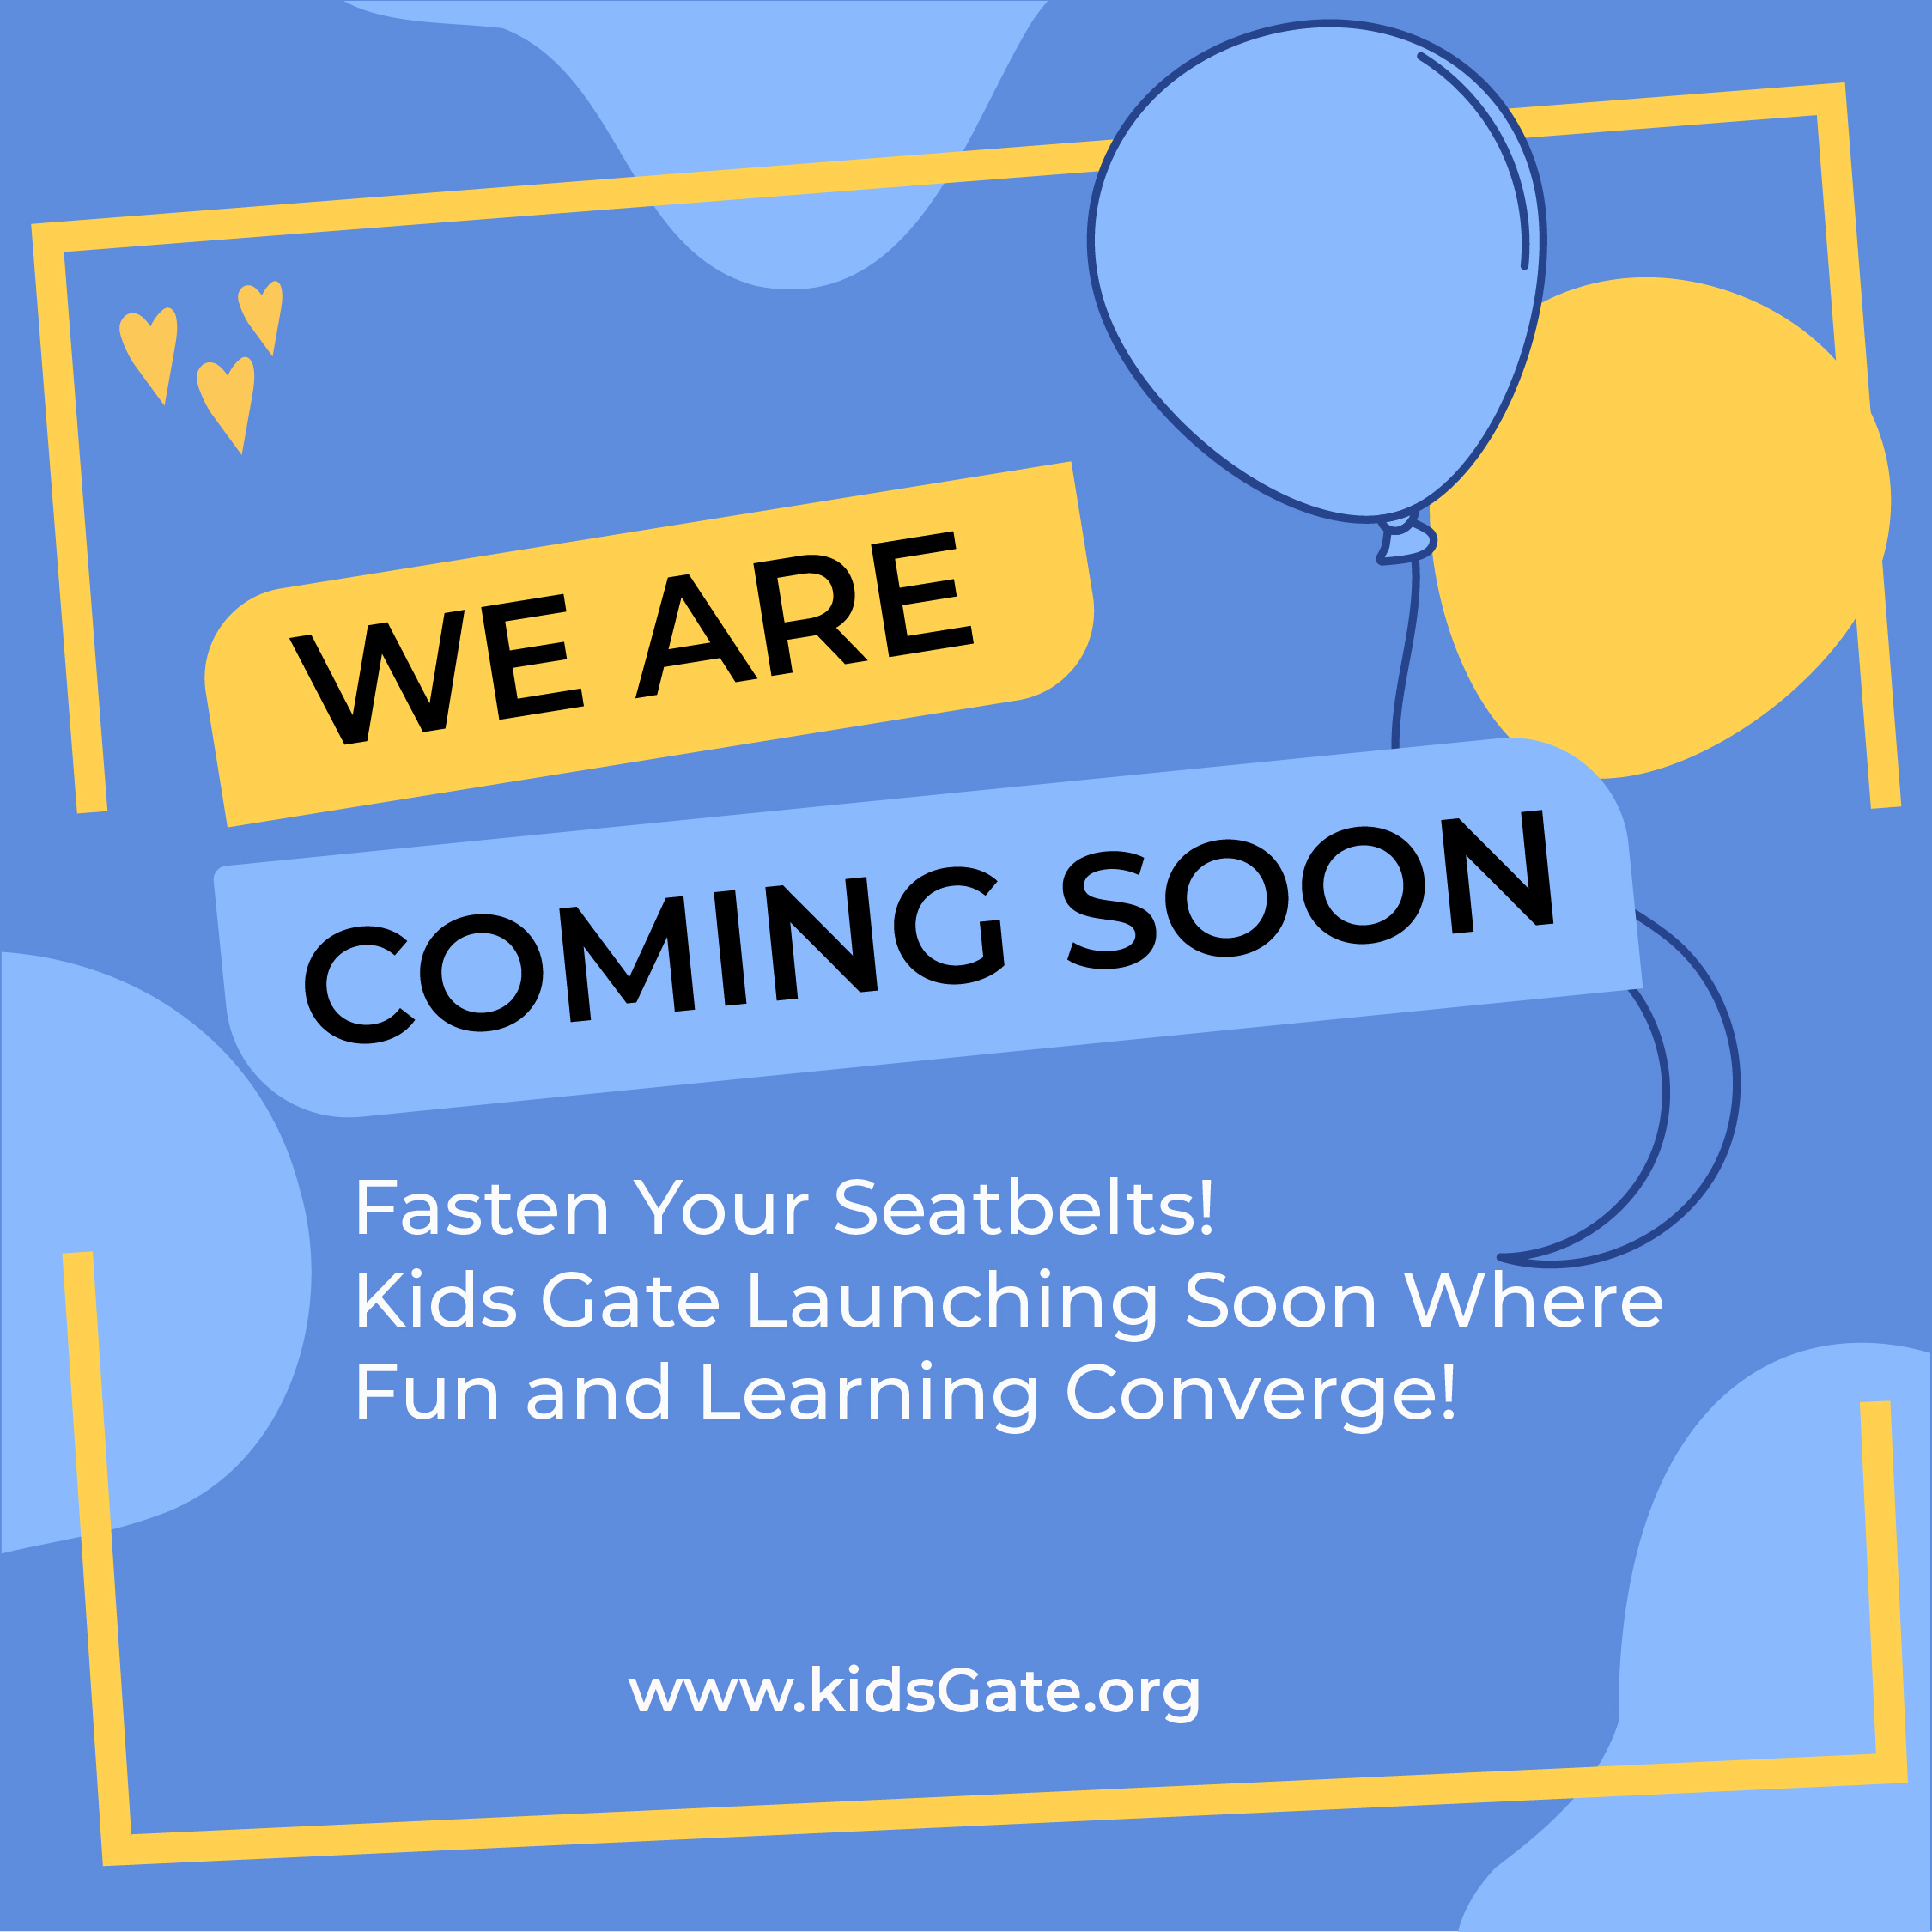 WE ARE
COMING SOON
Fasten Your Seatbelts!
Kids Gate Launching Soon Where
Fun and Learning Converge!
www.kidsGate.org